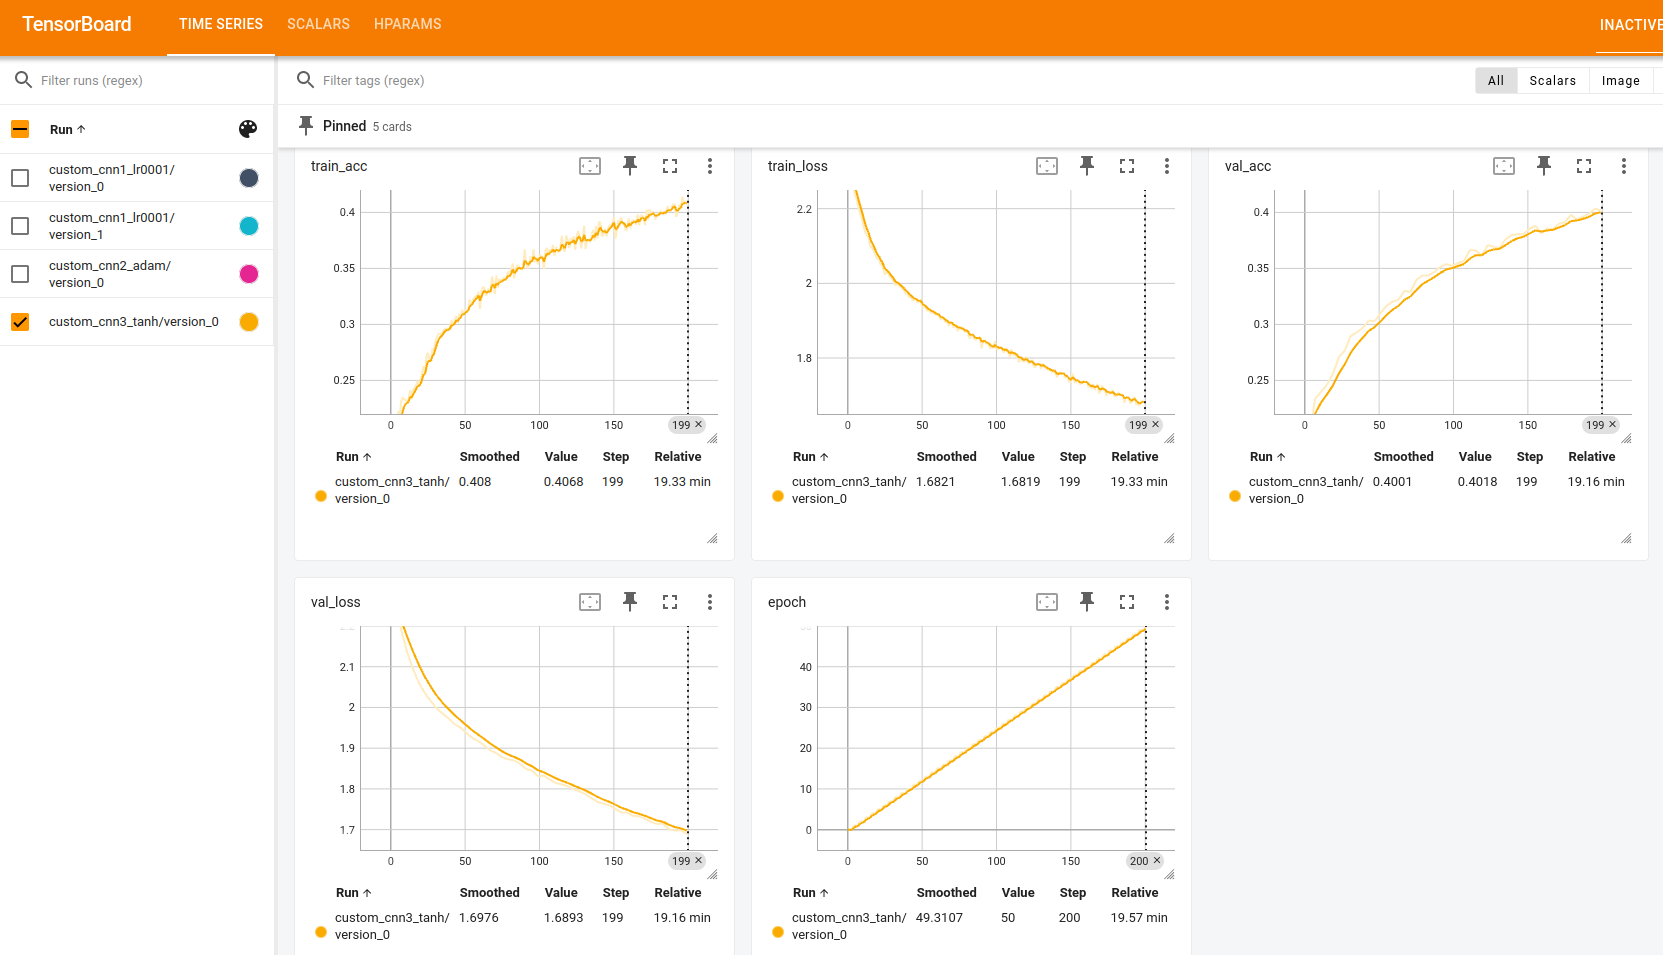 TensorBoard TIME SERIES SCALARS HPARAMS INACTIVE
Filter runs (regex)
Run ↑
custom_cnn1_lr0001/
version_0
custom_cnn1_lr0001/
version_1
custom_cnn2_adam/
version_0
custom_cnn3_tanh/version_0
Filter tags (regex)
All Scalars Image
Pinned 5 cards
train_acc
0.4
0.35
0.3
0.25
0 50 100 150 199 ×
Run ↑ Smoothed Value Step Relative
custom_cnn3_tanh/ 0.408 0.4068 199 19.33 min
version_0
train_loss
2.2
2
1.8
0 50 100 150 199 ×
Run ↑ Smoothed Value Step Relative
custom_cnn3_tanh/ 1.6821 1.6819 199 19.33 min
version_0
val_acc
0.4
0.35
0.3
0.25
0 50 100 150 199 ×
Run ↑ Smoothed Value Step Relative
custom_cnn3_tanh/ 0.4001 0.4018 199 19.16 min
version_0
val_loss
2.1
2
1.9
1.8
1.7
0 50 100 150 199 ×
Run ↑ Smoothed Value Step Relative
custom_cnn3_tanh/ 1.6976 1.6893 199 19.16 min
version_0
epoch
40
30
20
10
0
0 50 100 150 200 ×
Run ↑ Smoothed Value Step Relative
custom_cnn3_tanh/ 49.3107 50 200 19.57 min
version_0